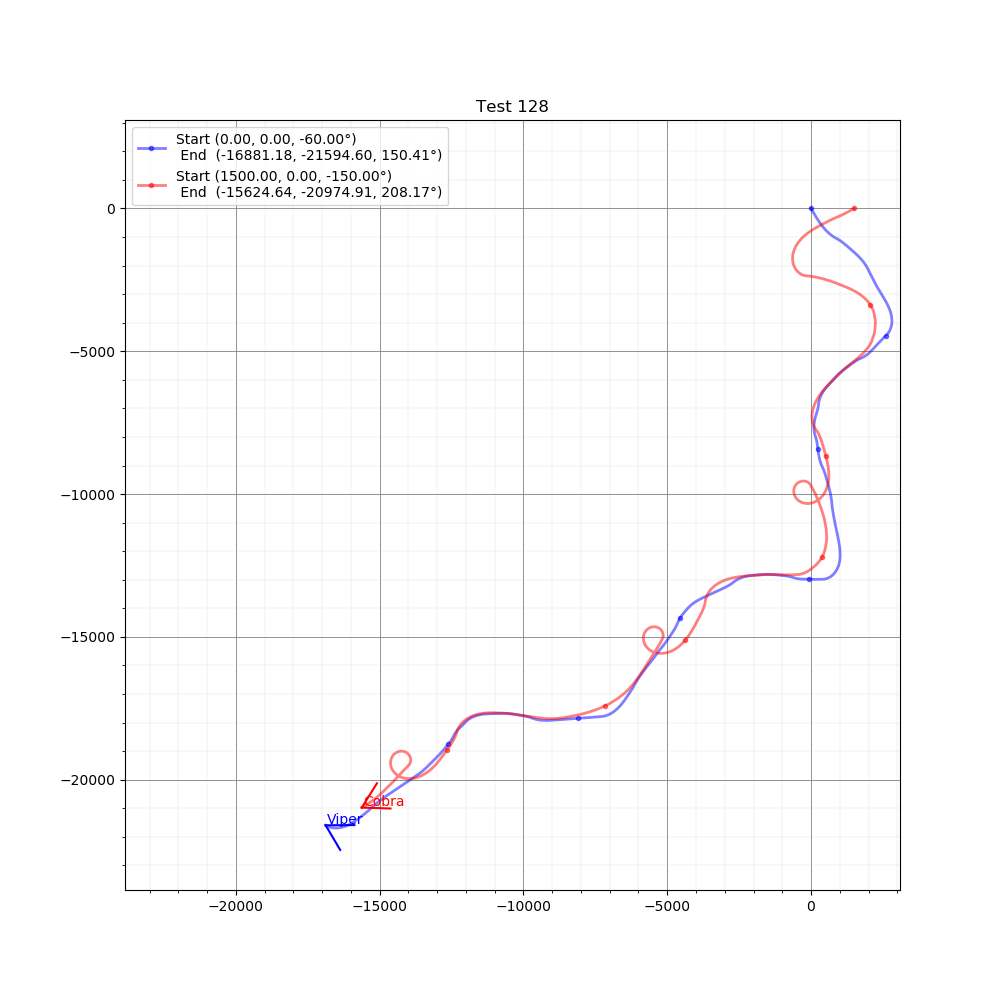 Test 128
Start (0.00, 0.00, -60.00°)
End (-16881.18, -21594.60, 150.41°)
Start (1500.00, 0.00, -150.00°)
End (-15624.64, -20974.91, 208.17°)
0
−5000
−10000
−15000
−20000
Cobra
Viper
−20000
−15000
−10000
−5000
0